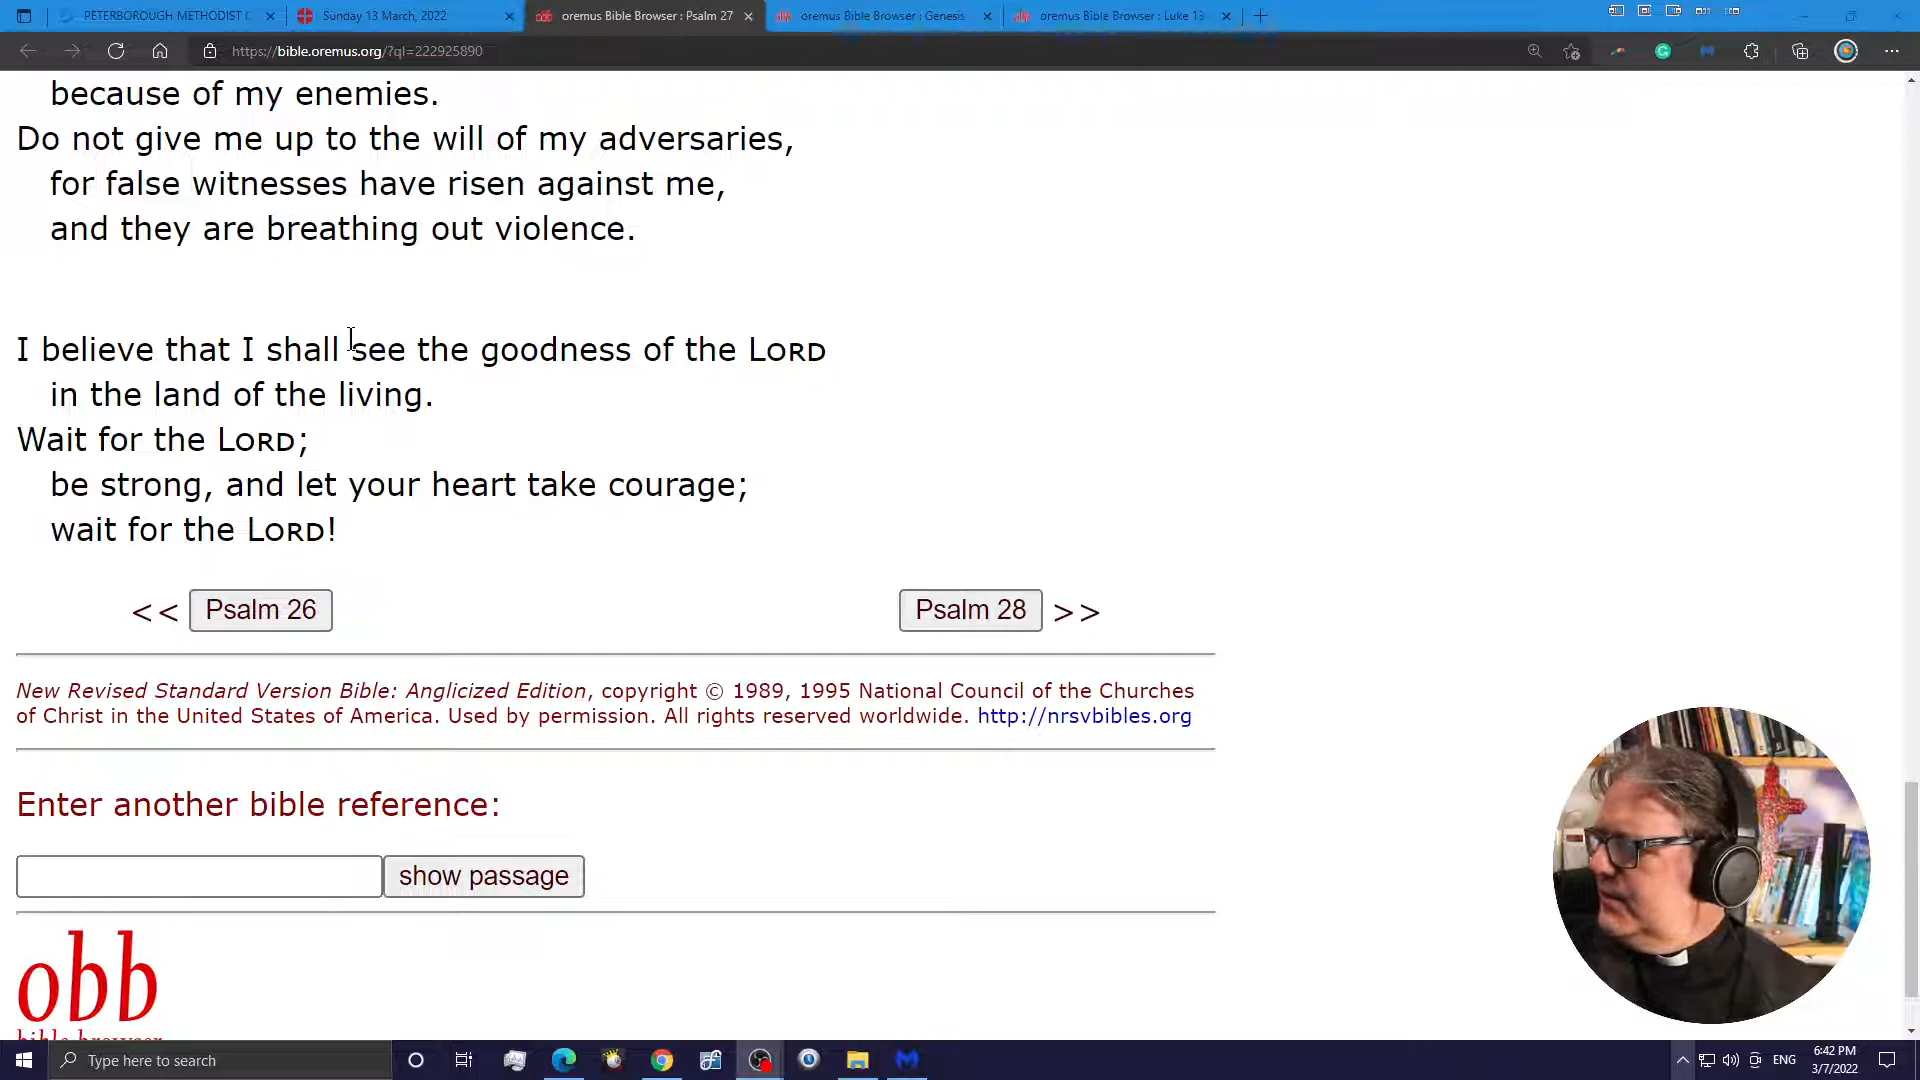 PETERBOROUGH METHODIST C
Sunday 13 March, 2022
oremus Bible Browser : Psalm 27
oremus Bible Browser : Genesis
oremus Bible Browser : Luke 13
https://bible.oremus.org/?ql=222925890
because of my enemies.
Do not give me up to the will of my adversaries,
for false witnesses have risen against me,
and they are breathing out violence.
I believe that I shall see the goodness of the LORD
in the land of the living.
Wait for the LORD;
be strong, and let your heart take courage;
wait for the LORD!
<< Psalm 26
Psalm 28 >>
New Revised Standard Version Bible: Anglicized Edition, copyright © 1989, 1995 National Council of the Churches
of Christ in the United States of America. Used by permission. All rights reserved worldwide. http://nrsvbibles.org
Enter another bible reference:
show passage
obb
bible browser
Type here to search
ENG
6:42 PM
3/7/2022